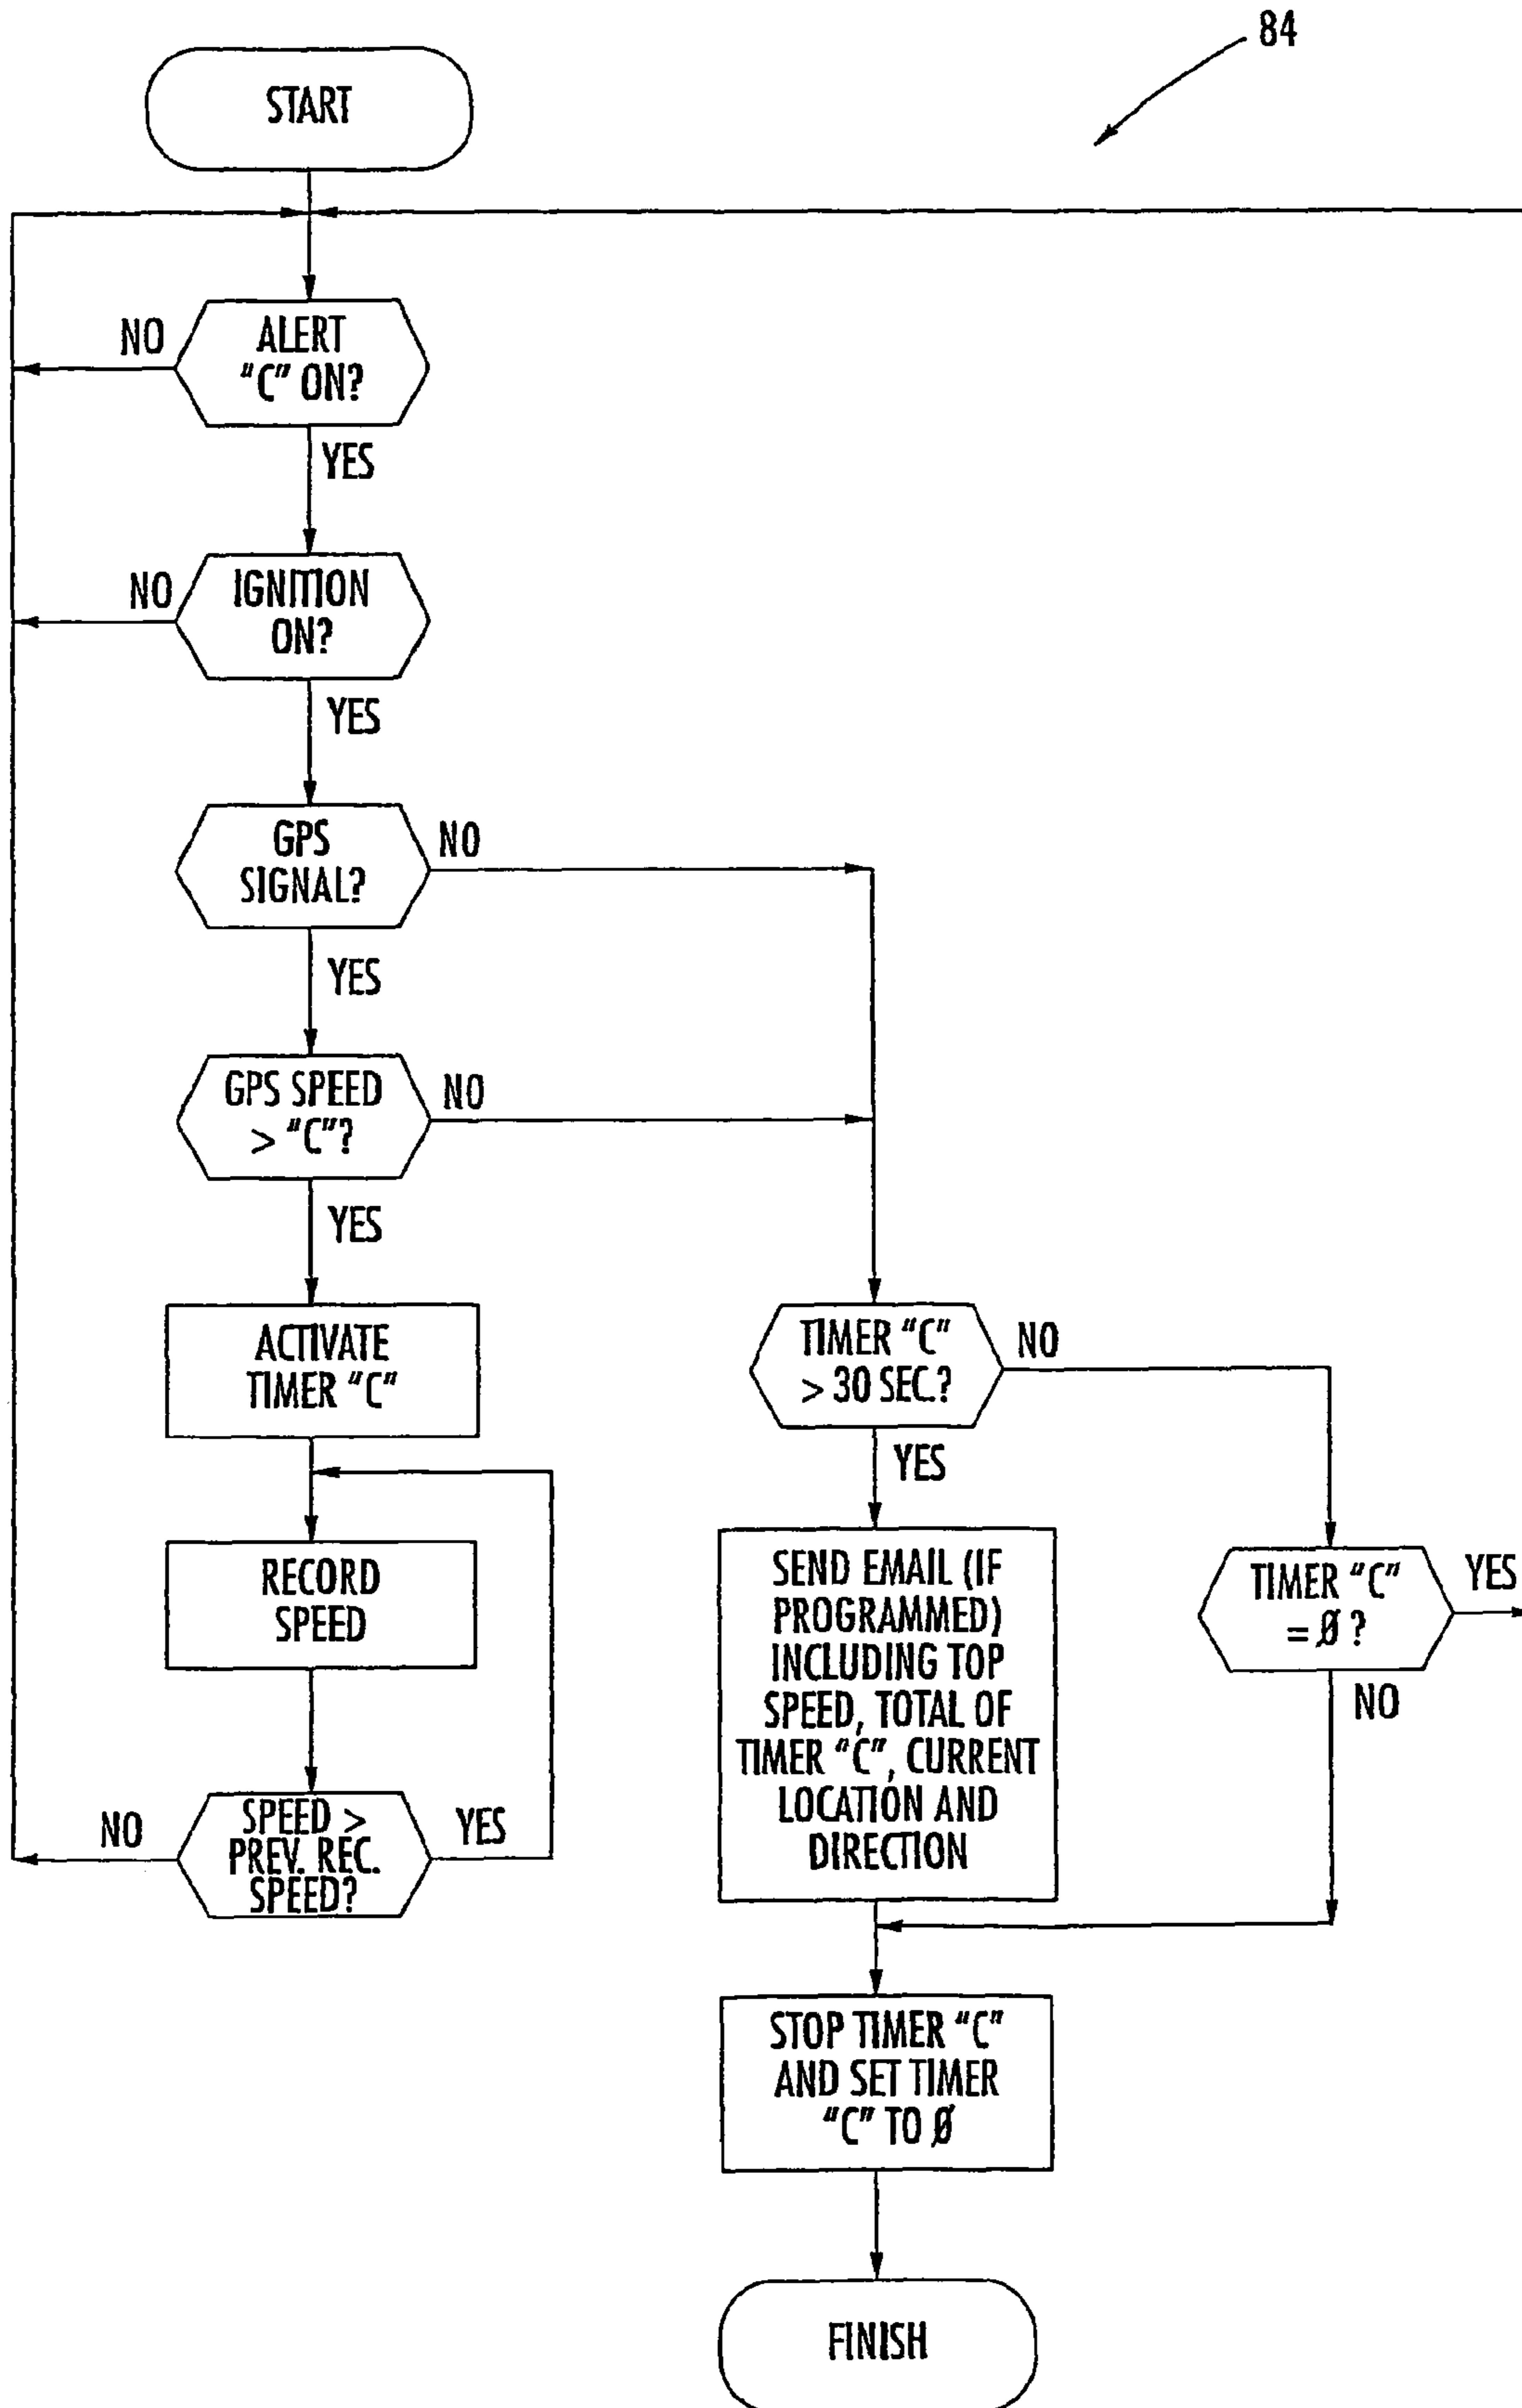 84
START
NO
ALERT
"C" ON?
YES
NO
IGNITION
ON?
YES
GPS
SIGNAL?
NO
YES
GPS SPEED
> "C"?
NO
YES
ACTIVATE
TIMER "C"
RECORD
SPEED
NO
SPEED >
PREV. REC.
SPEED?
YES
TIMER "C"
> 30 SEC.?
NO
YES
SEND EMAIL (IF
PROGRAMMED)
INCLUDING TOP
SPEED, TOTAL OF
TIMER "C", CURRENT
LOCATION AND
DIRECTION
TIMER "C"
= Ø ?
YES
NO
STOP TIMER "C"
AND SET TIMER
"C" TO Ø
FINISH